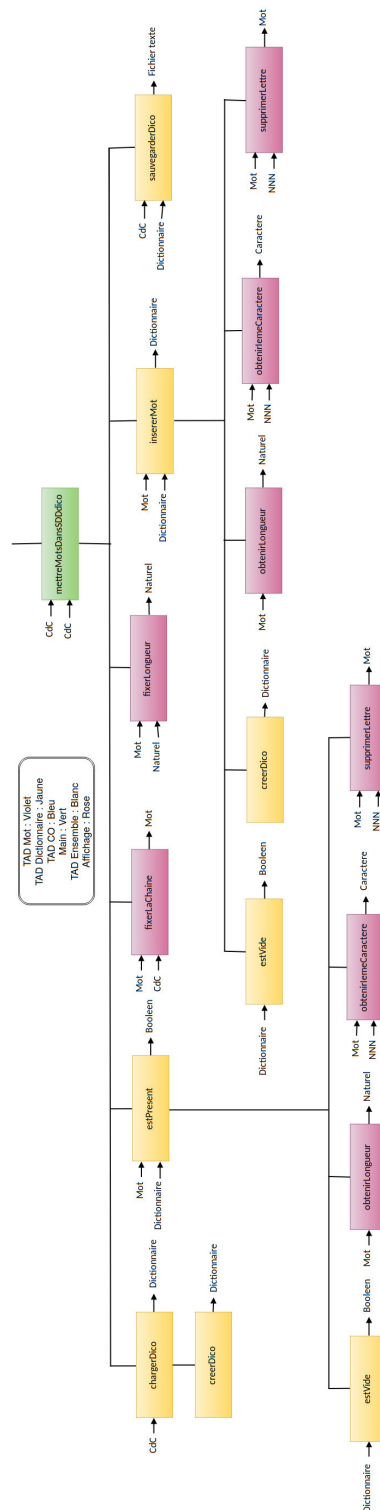 TAD Mot : Violet
TAD Dictionnaire : Jaune
TAD CO : Bleu
Main : Vert
TAD Ensemble : Blanc
Affichage : Rose
CdC
CdC
mettreMotsDansSDDdico
CdC
chargerDico
Dictionnaire
creerDico
Dictionnaire
Mot
Dictionnaire
estPresent
Booleen
Mot
CdC
fixerLaChaine
Mot
Mot
Naturel
fixerLongueur
Naturel
Mot
Dictionnaire
insererMot
Dictionnaire
CdC
Dictionnaire
sauvegarderDico
Fichier texte
Dictionnaire
estVide
Booleen
creerDico
Dictionnaire
Mot
obtenirLongueur
Naturel
Mot
NNN
obtenirIemeCaractere
Caractere
Mot
NNN
supprimerLettre
Mot
Dictionnaire
estVide
Booleen
Mot
obtenirLongueur
Naturel
Mot
NNN
obtenirIemeCaractere
Caractere
Mot
NNN
supprimerLettre
Mot